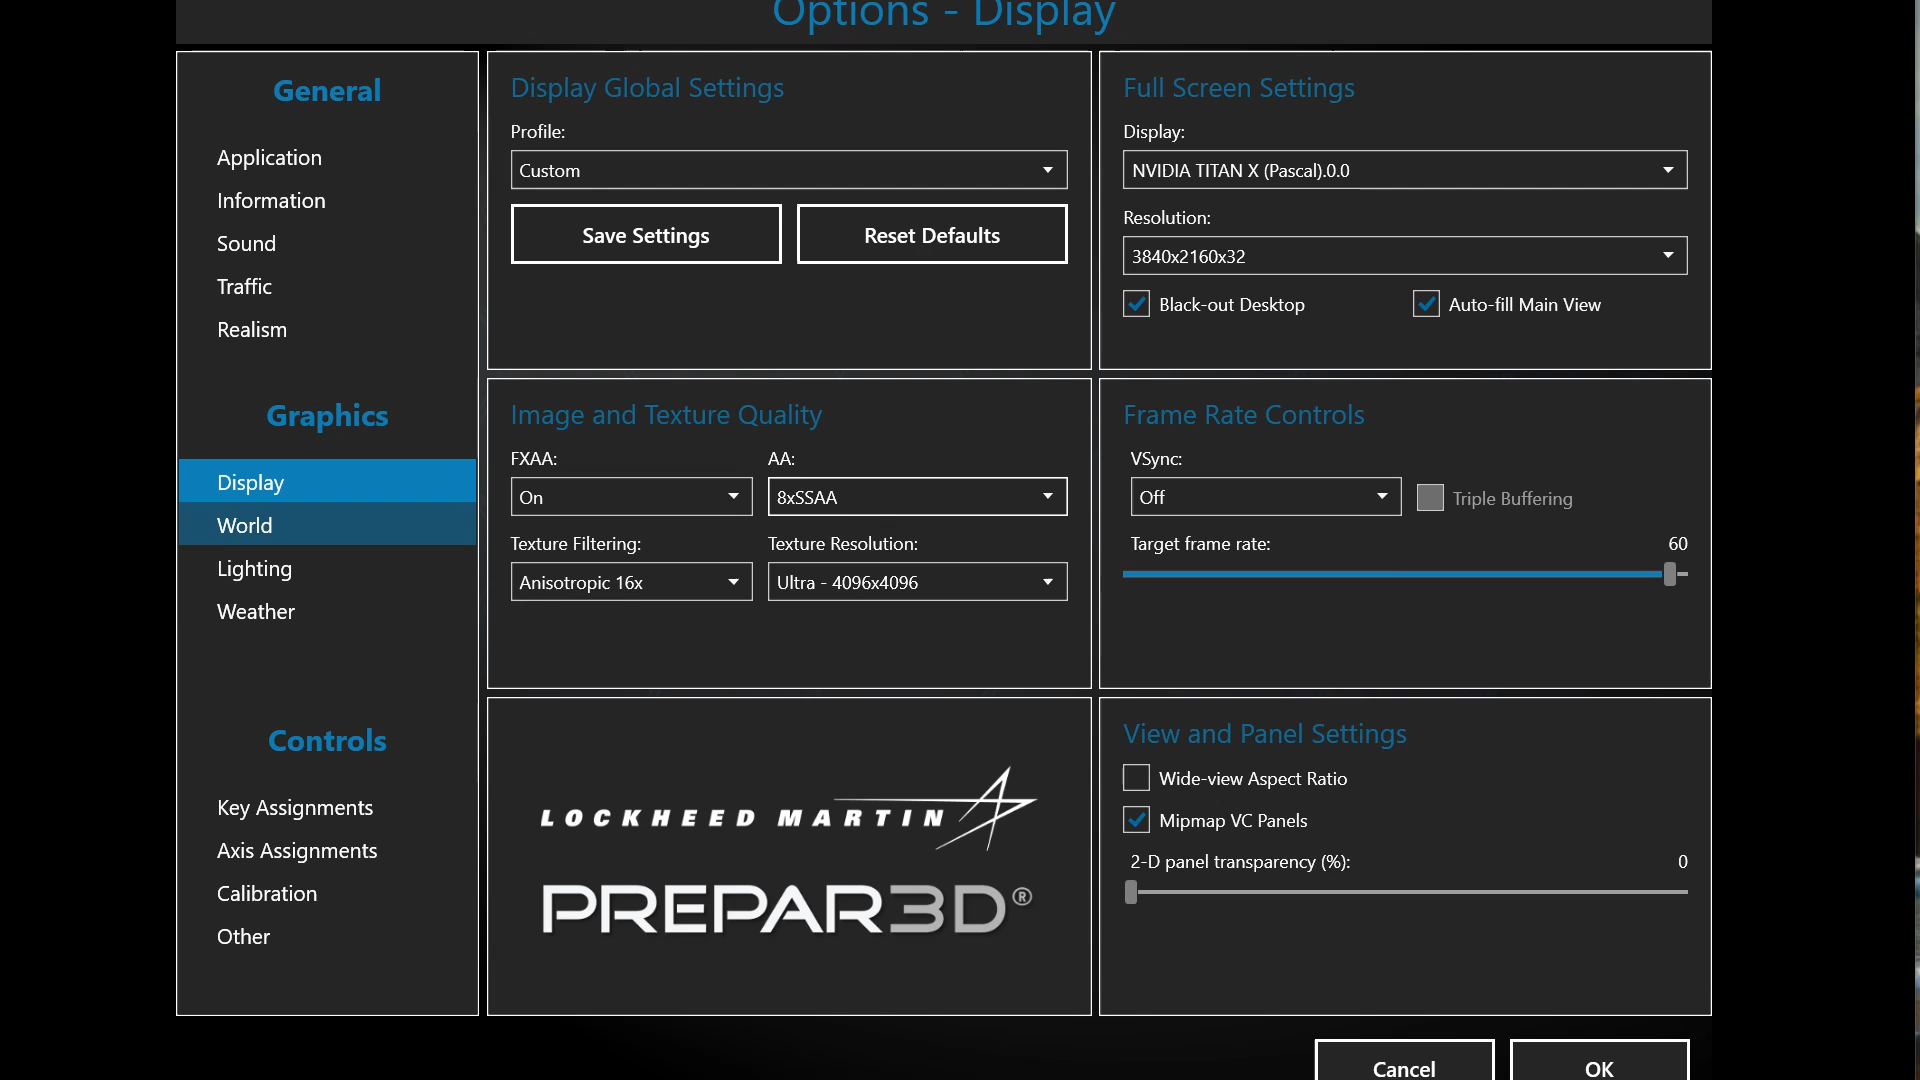 Options - Display
General
Application
Information
Sound
Traffic
Realism
Graphics
Display
World
Lighting
Weather
Controls
Key Assignments
Axis Assignments
Calibration
Other
Display Global Settings
Profile:
Custom
Save Settings
Reset Defaults
Full Screen Settings
Display:
NVIDIA TITAN X (Pascal).0.0
Resolution:
3840x2160x32
Black-out Desktop
Auto-fill Main View
Image and Texture Quality
FXAA:
AA:
On
8xSSAA
Texture Filtering:
Texture Resolution:
Anisotropic 16x
Ultra - 4096x4096
Frame Rate Controls
VSync:
Off
Triple Buffering
Target frame rate:
60
LOCKHEED MARTIN
PREPAR3D®
View and Panel Settings
Wide-view Aspect Ratio
Mipmap VC Panels
2-D panel transparency (%):
0
Cancel
OK